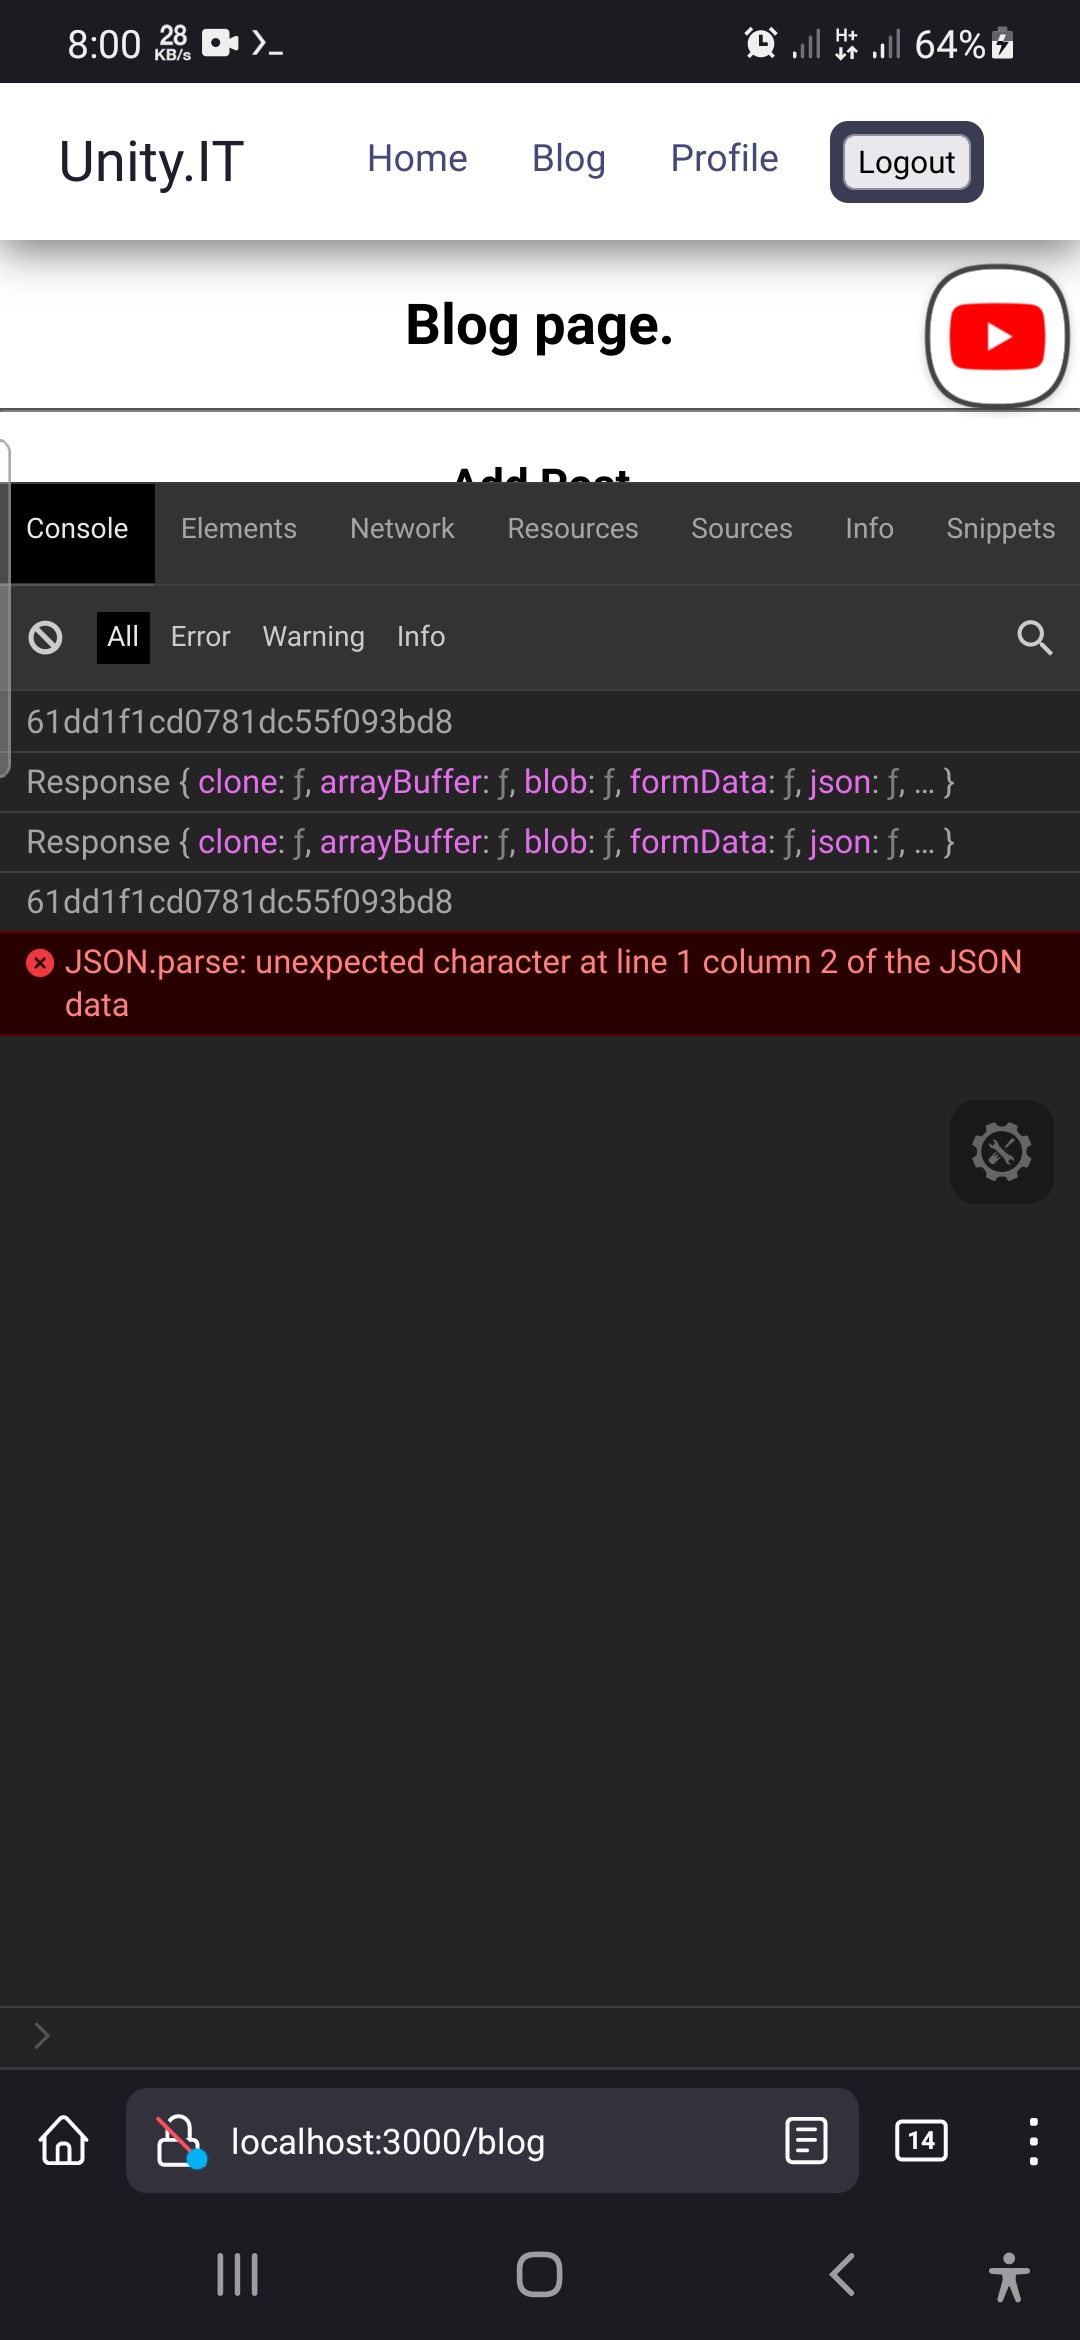 8:00 28 KB/s H+ 64%
Unity.IT Home Blog Profile Logout
Blog page.
Add Post
Console Elements Network Resources Sources Info Snippets
All Error Warning Info
61dd1f1cd0781dc55f093bd8
Response { clone: ƒ, arrayBuffer: ƒ, blob: ƒ, formData: ƒ, json: ƒ, … }
Response { clone: ƒ, arrayBuffer: ƒ, blob: ƒ, formData: ƒ, json: ƒ, … }
61dd1f1cd0781dc55f093bd8
JSON.parse: unexpected character at line 1 column 2 of the JSON
data
localhost:3000/blog 14